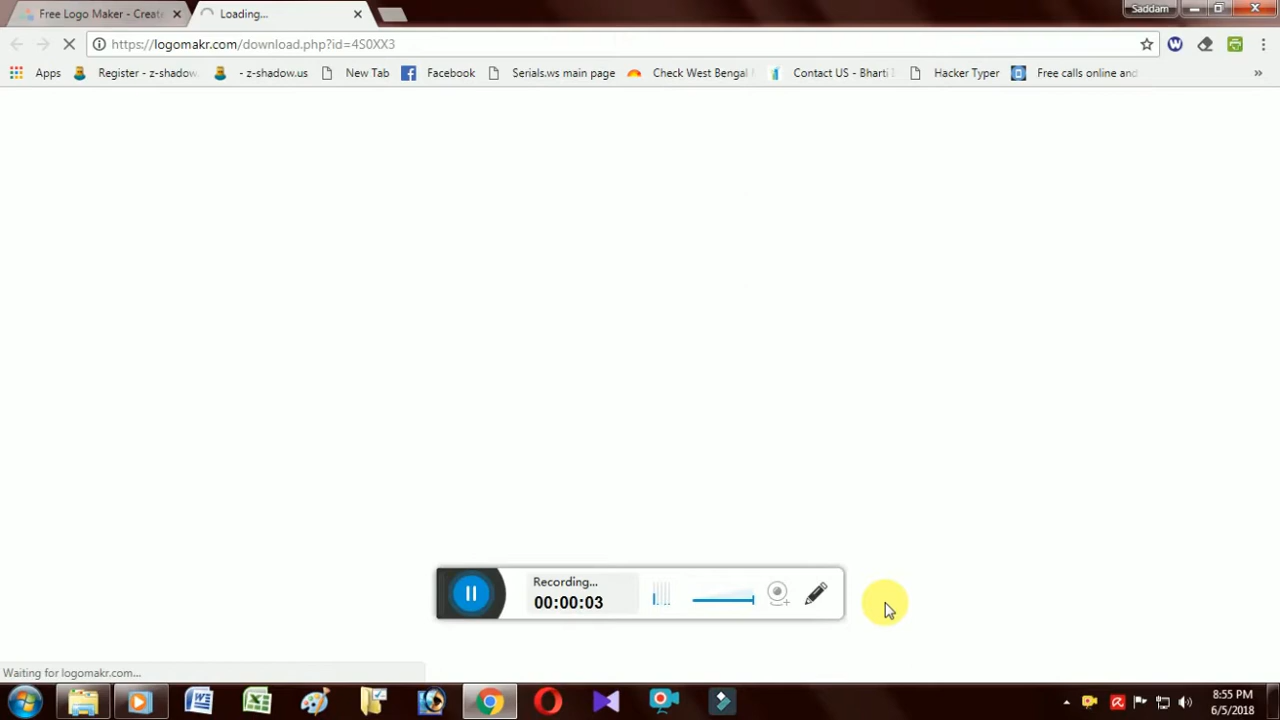 Free Logo Maker - Create
Loading...
Saddam
https://logomakr.com/download.php?id=4S0XX3
Apps
Register - z-shadow.
- z-shadow.us
New Tab
Facebook
Serials.ws main page
Check West Bengal
Contact US - Bharti
Hacker Typer
Free calls online and
»
Recording...
00:00:03
Waiting for logomakr.com...
8:55 PM
6/5/2018